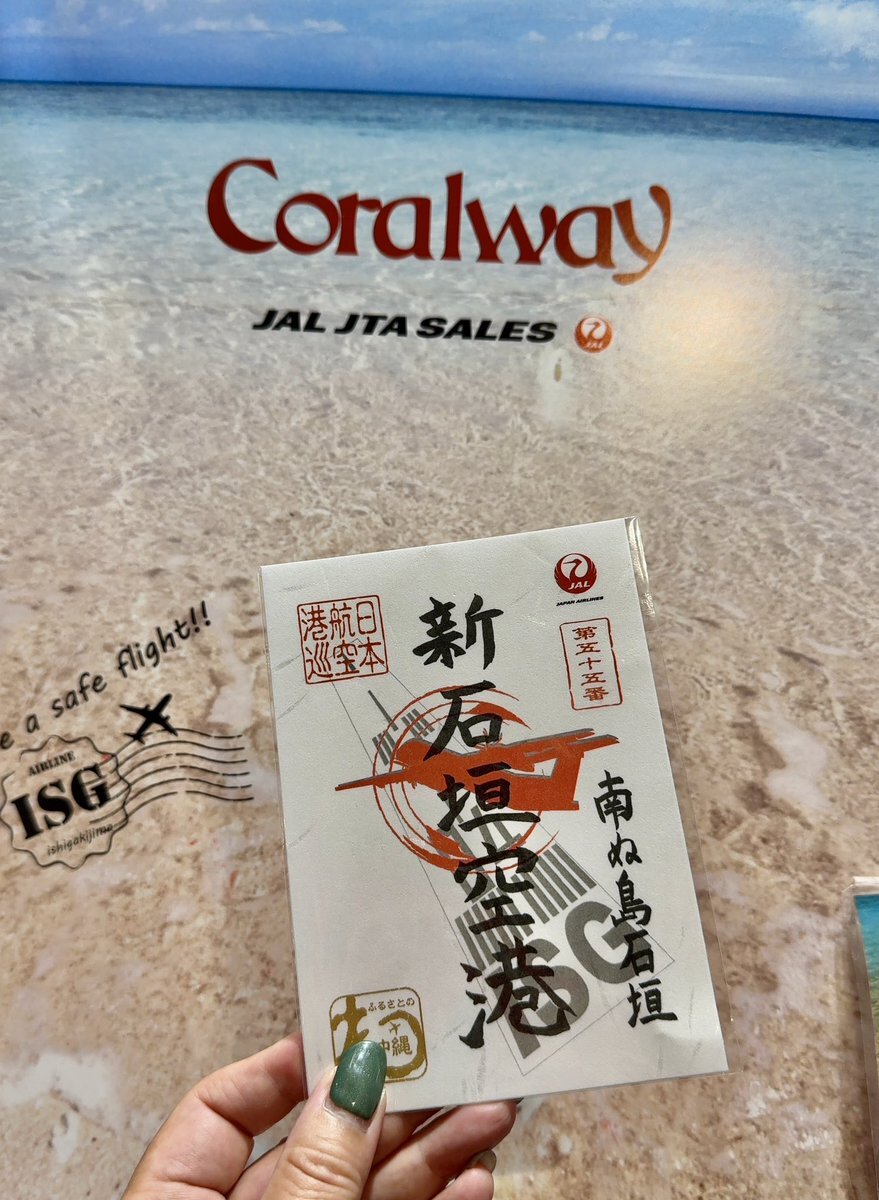 Coralway
JAL JTA SALES
JAL
e a safe flight!!
AIRLINE
ISG
ishigakijima
JAL
JAPAN AIRLINES
日本
航空
港巡
第五十五番
新石垣空港
南ぬ島石垣
ISG
ふるさとの
沖縄